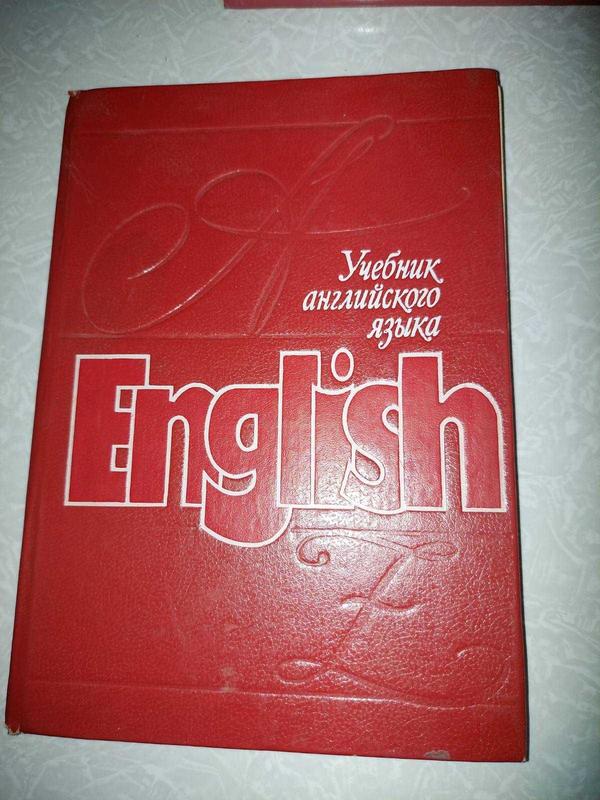 A
Учебник
английского
языка
English
Z